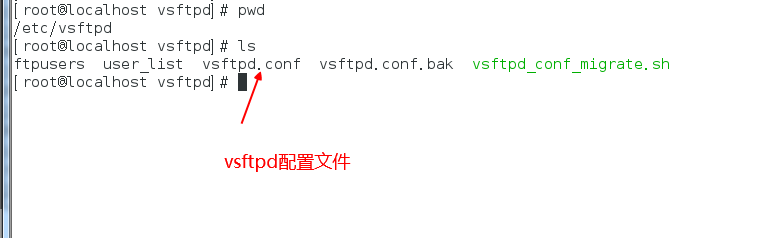 [root@localhost vsftpd]# pwd
/etc/vsftpd
[root@localhost vsftpd]# ls
ftpusers  user_list  vsftpd.conf  vsftpd.conf.bak  vsftpd_conf_migrate.sh
[root@localhost vsftpd]#
vsftpd配置文件